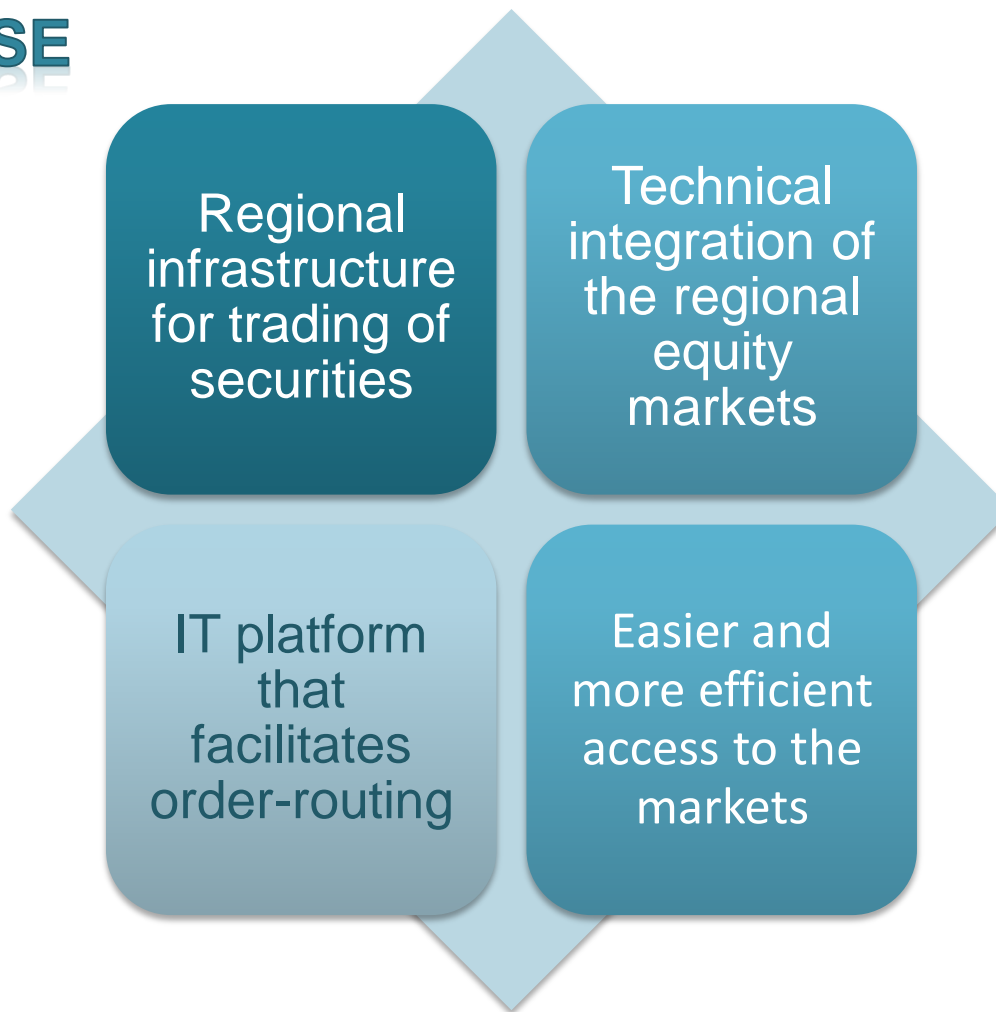 SE
Regional
infrastructure
for trading of
securities
Technical
integration of
the regional
equity
markets
IT platform
that
facilitates
order-routing
Easier and
more efficient
access to the
markets